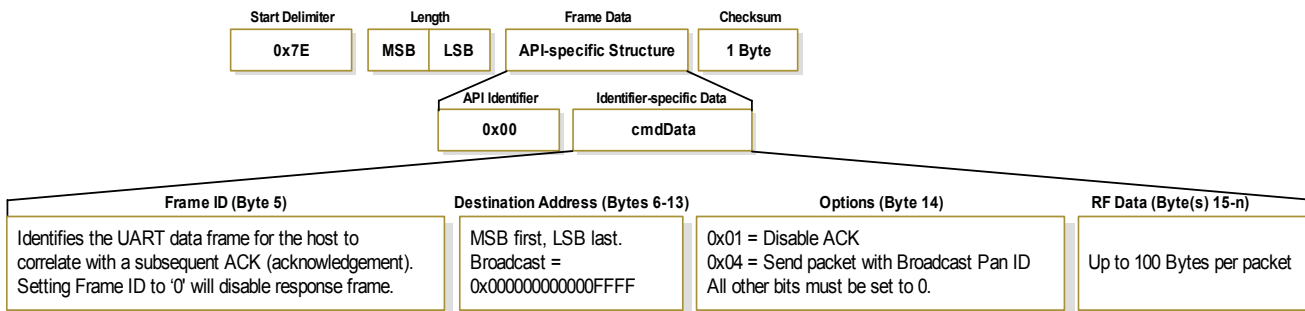 Start Delimiter Length Frame Data Checksum
0x7E MSB LSB API-specific Structure 1 Byte
API Identifier Identifier-specific Data
0x00 cmdData
Frame ID (Byte 5)
Identifies the UART data frame for the host to
correlate with a subsequent ACK (acknowledgement).
Setting Frame ID to ‘0' will disable response frame.
Destination Address (Bytes 6-13)
MSB first, LSB last.
Broadcast =
0x000000000000FFFF
Options (Byte 14)
0x01 = Disable ACK
0x04 = Send packet with Broadcast Pan ID
All other bits must be set to 0.
RF Data (Byte(s) 15-n)
Up to 100 Bytes per packet